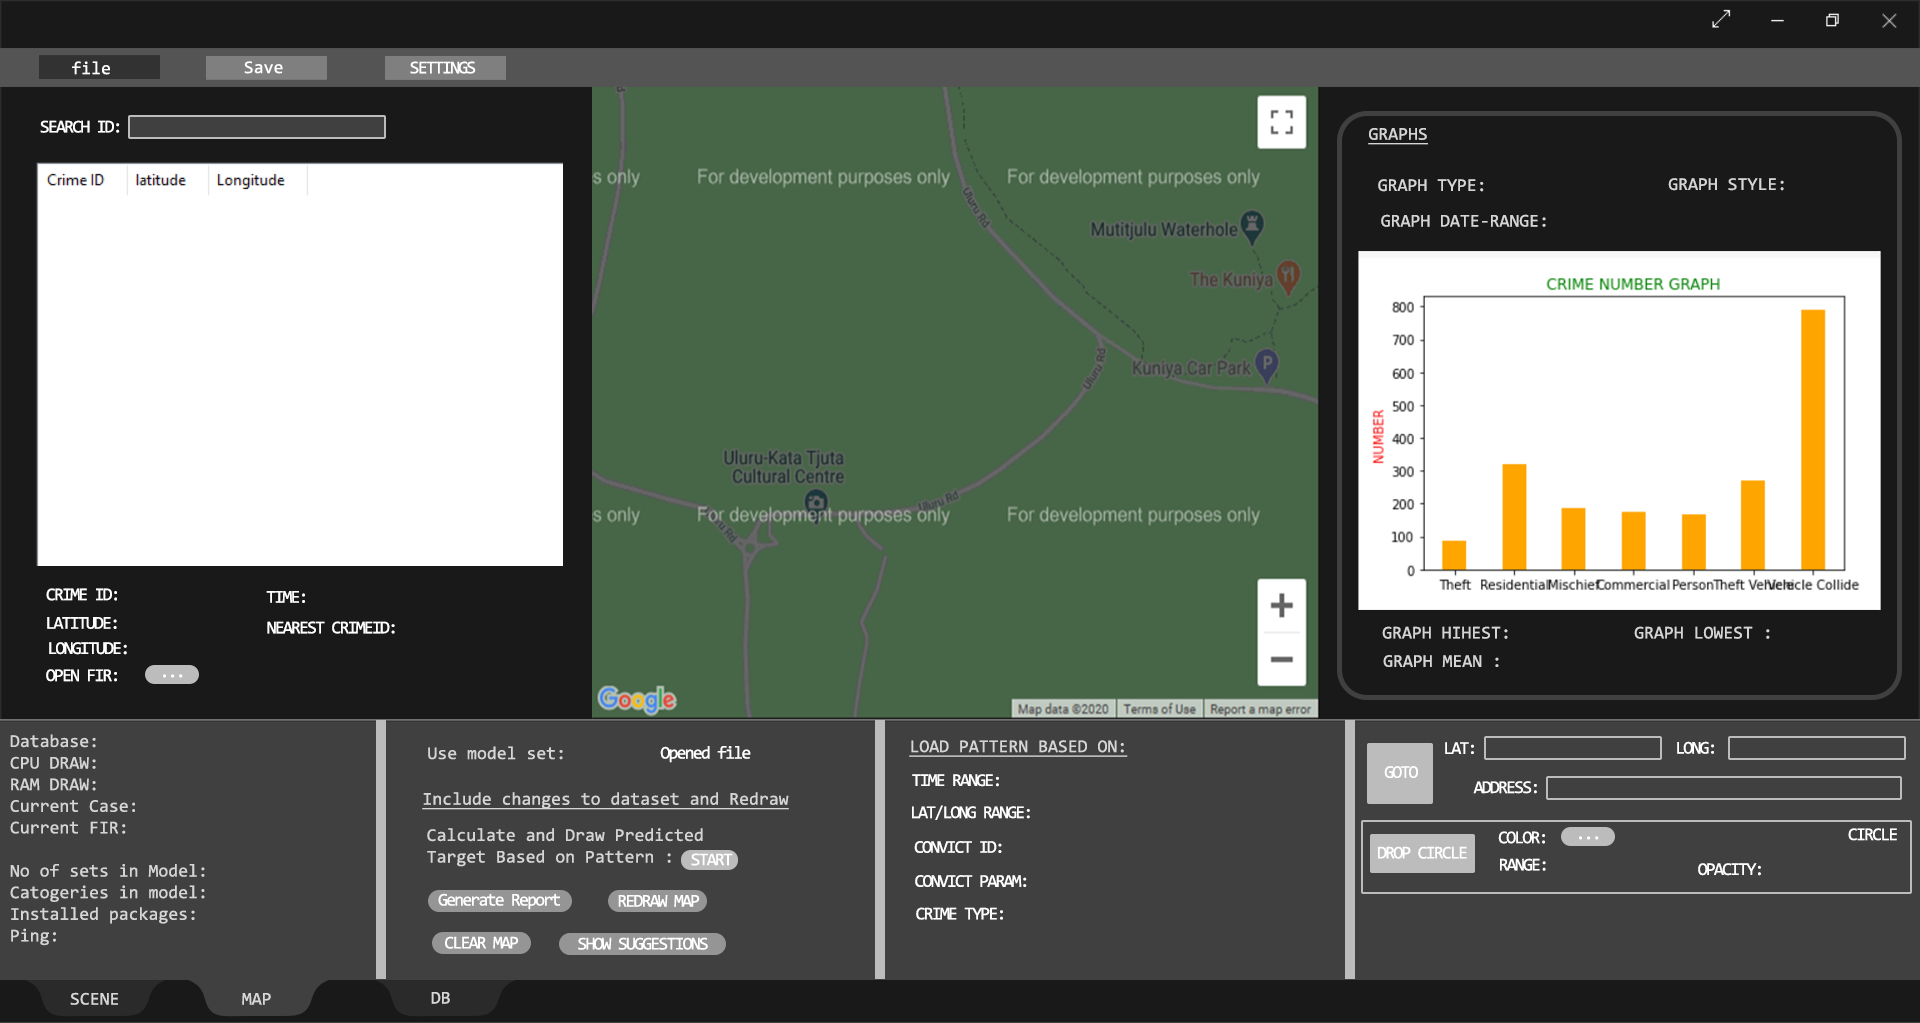 file
Save
SETTINGS
SEARCH ID:
Crime ID
latitude
Longitude
CRIME ID:
TIME:
LATITUDE:
NEAREST CRIMEID:
LONGITUDE:
OPEN FIR:
...
s only
For development purposes only
For development purposes only
Uluru Rd
Mutitjulu Waterhole
The Kuniya
Kuniya Car Park
P
Uluru Rd
Uluru-Kata Tjuta
Cultural Centre
Uluru Rd
s only
For development purposes only
For development purposes only
Google
Map data ©2020
Terms of Use
Report a map error
GRAPHS
GRAPH TYPE:
GRAPH STYLE:
GRAPH DATE-RANGE:
CRIME NUMBER GRAPH
NUMBER
800
700
600
500
400
300
200
100
0
Theft
Residential
Mischief
Commercial
Person
Theft Vehicle
Vehicle Collide
GRAPH HIHEST:
GRAPH LOWEST :
GRAPH MEAN :
Database:
CPU DRAW:
RAM DRAW:
Current Case:
Current FIR:
No of sets in Model:
Catogeries in model:
Installed packages:
Ping:
Use model set:
Opened file
Include changes to dataset and Redraw
Calculate and Draw Predicted
Target Based on Pattern :
START
Generate Report
REDRAW MAP
CLEAR MAP
SHOW SUGGESTIONS
LOAD PATTERN BASED ON:
TIME RANGE:
LAT/LONG RANGE:
CONVICT ID:
CONVICT PARAM:
CRIME TYPE:
GOTO
LAT:
LONG:
ADDRESS:
DROP CIRCLE
COLOR:
...
CIRCLE
RANGE:
OPACITY:
SCENE
MAP
DB